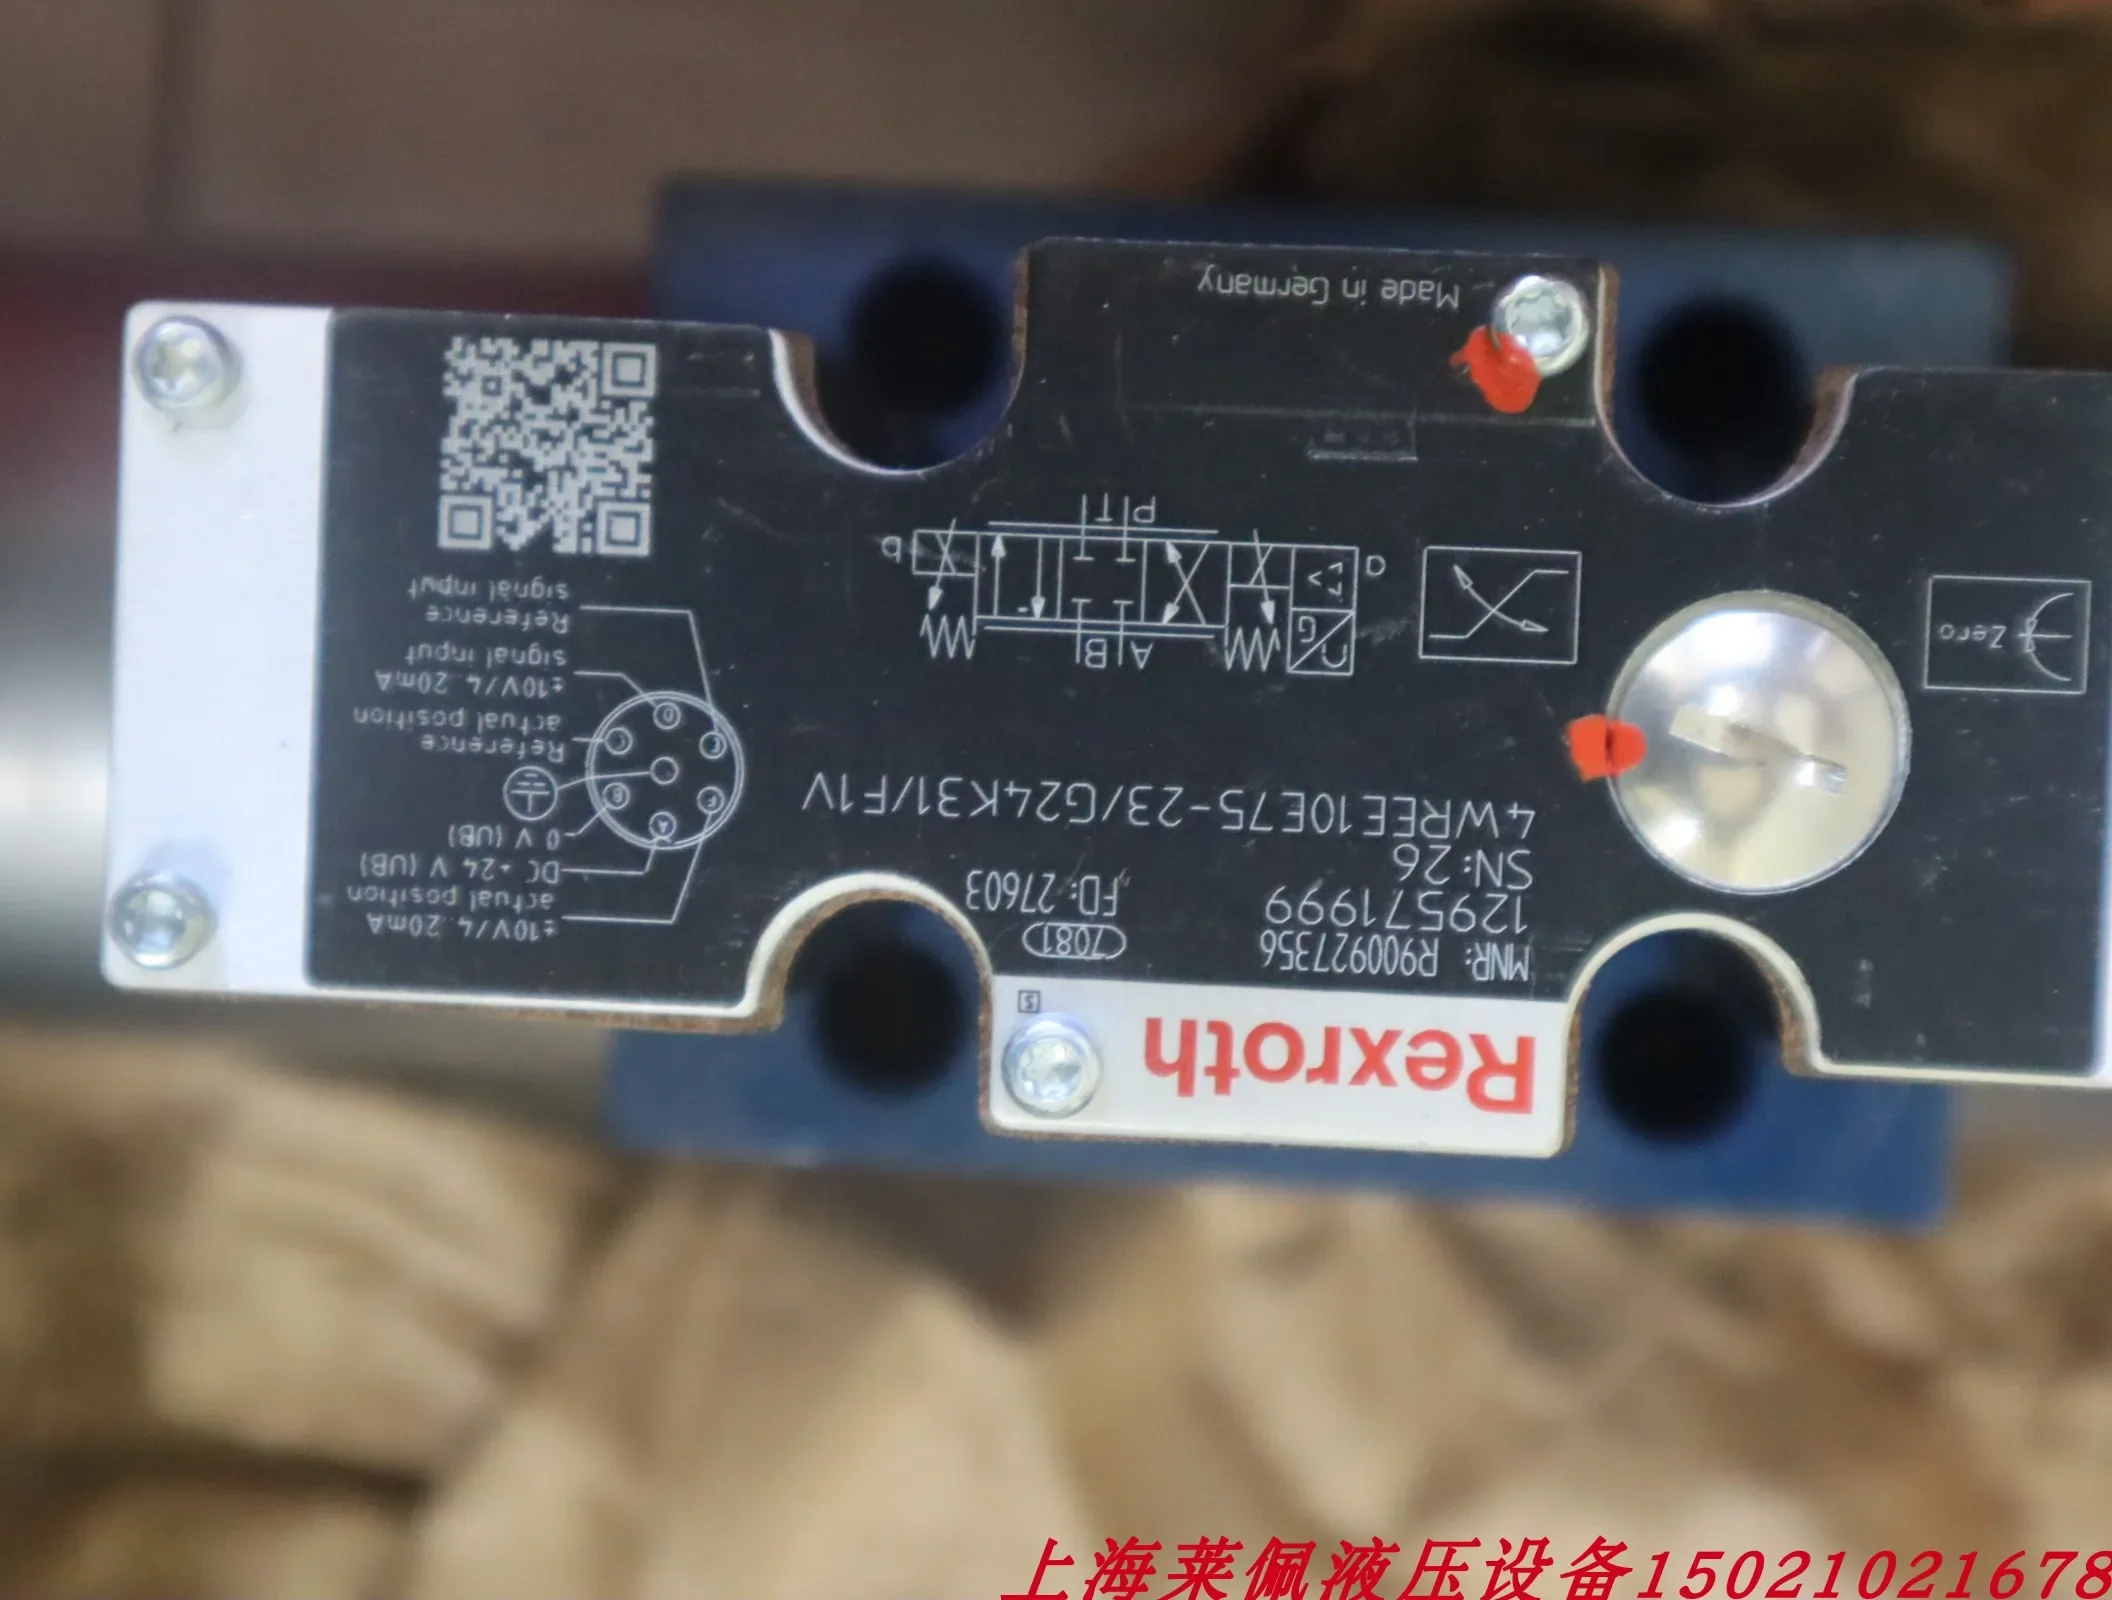 Rexroth
S
MNR: R900927356
7081
129571999
FD: 27603
SN: 26
4WREE10E75-23/G24K31/F1V
Zero
A B
G
U
a
b
P T
Made in Germany
±10V/4..20mA
actual position
DC +24 V (UB)
0 V (UB)
Reference
actual position
±10V/4..20mA
signal input
Reference
signal input
A
F
B
C
E
D
上海莱佩液压设备15021021678